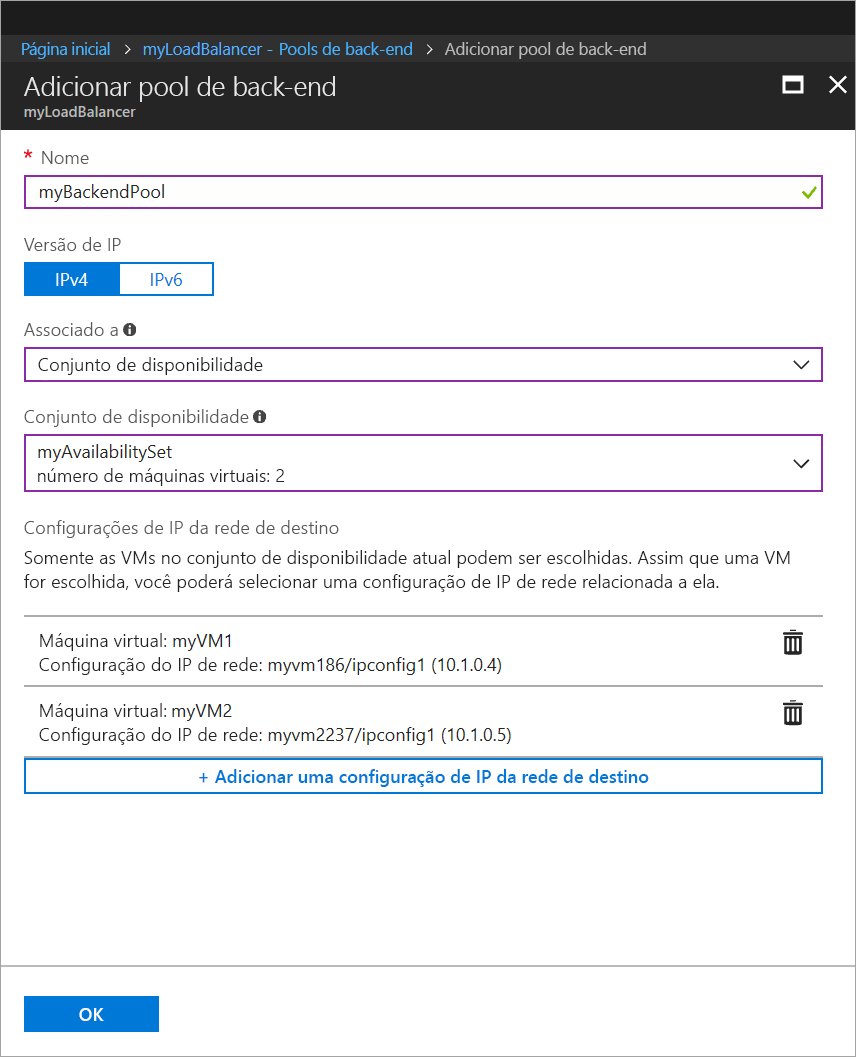 Página inicial > myLoadBalancer - Pools de back-end > Adicionar pool de back-end
Adicionar pool de back-end
myLoadBalancer
* Nome
myBackendPool
Versão de IP
IPv4 IPv6
Associado a
Conjunto de disponibilidade
Conjunto de disponibilidade
myAvailabilitySet
número de máquinas virtuais: 2
Configurações de IP da rede de destino
Somente as VMs no conjunto de disponibilidade atual podem ser escolhidas. Assim que uma VM
for escolhida, você poderá selecionar uma configuração de IP de rede relacionada a ela.
Máquina virtual: myVM1
Configuração do IP de rede: myvm186/ipconfig1 (10.1.0.4)
Máquina virtual: myVM2
Configuração do IP de rede: myvm2237/ipconfig1 (10.1.0.5)
+ Adicionar uma configuração de IP da rede de destino
OK